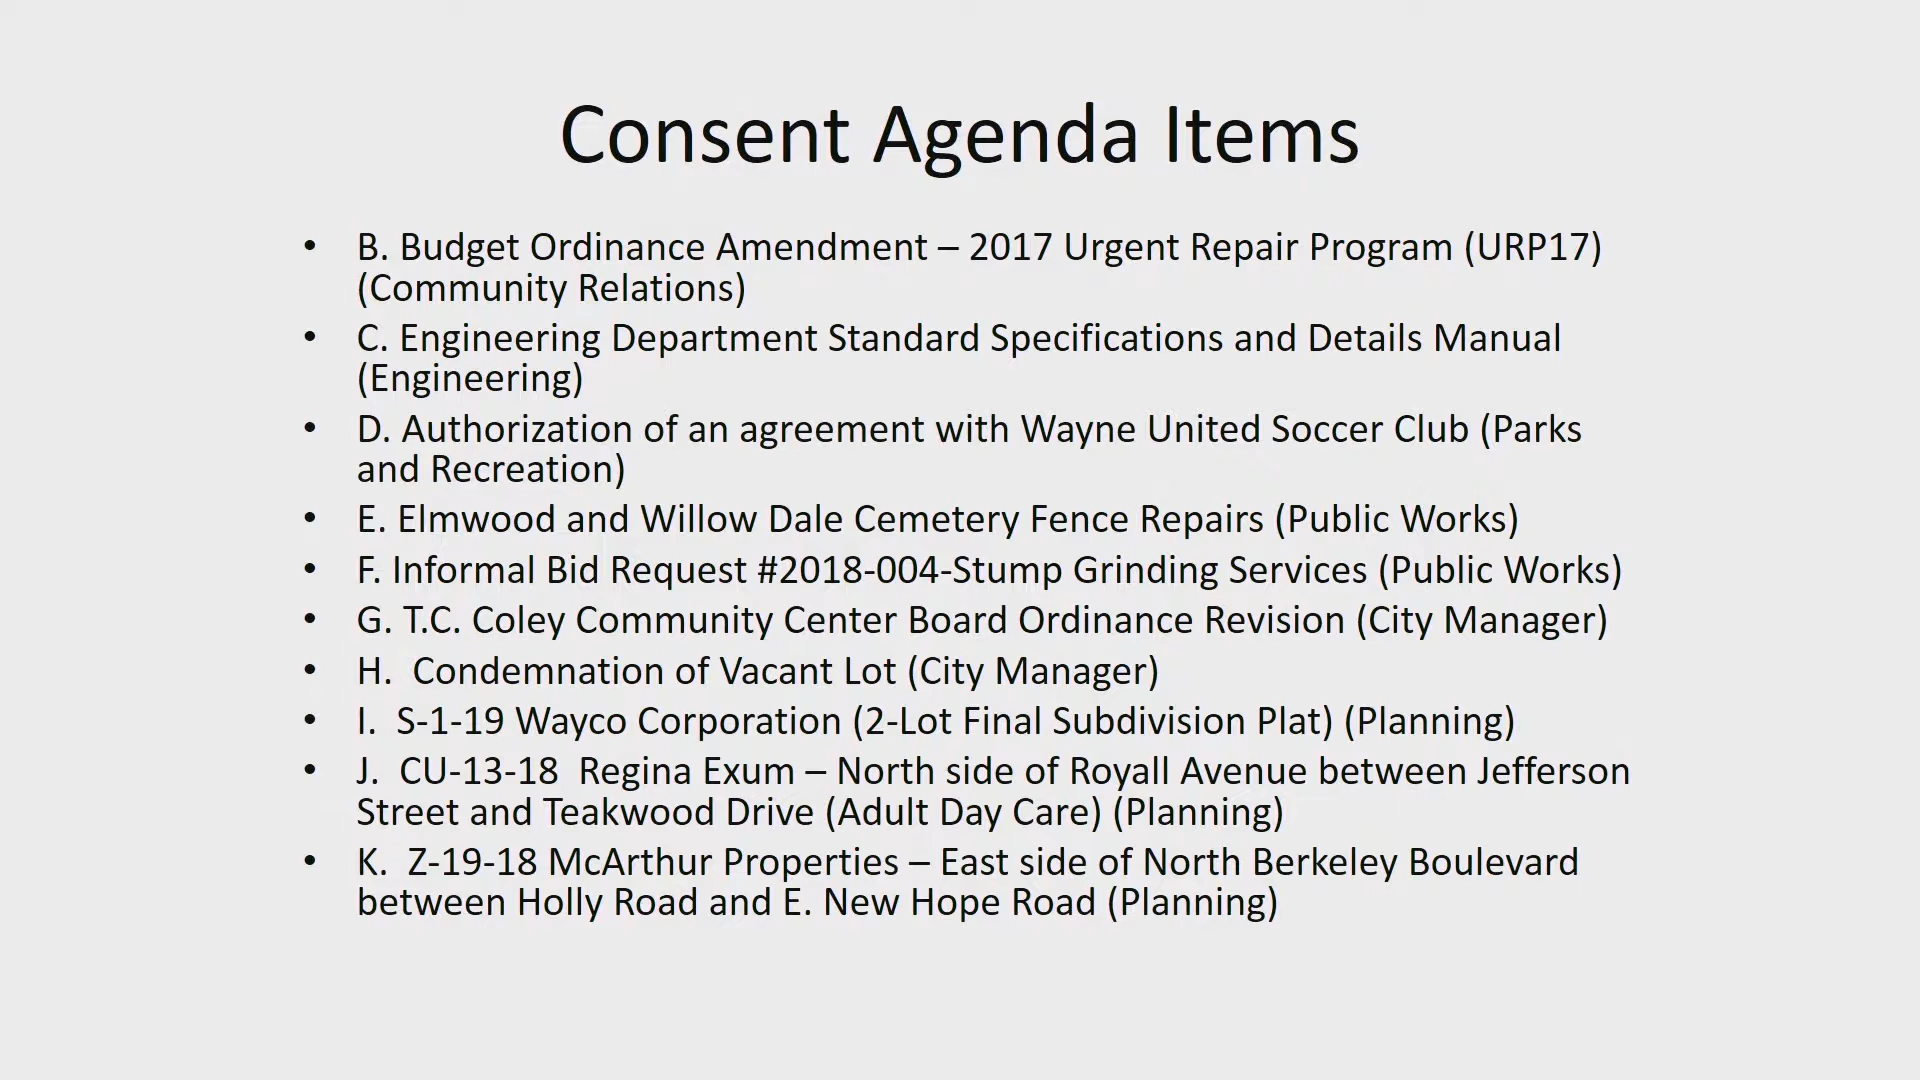 Consent Agenda Items
• B. Budget Ordinance Amendment – 2017 Urgent Repair Program (URP17)
(Community Relations)
• C. Engineering Department Standard Specifications and Details Manual
(Engineering)
• D. Authorization of an agreement with Wayne United Soccer Club (Parks
and Recreation)
• E. Elmwood and Willow Dale Cemetery Fence Repairs (Public Works)
• F. Informal Bid Request #2018-004-Stump Grinding Services (Public Works)
• G. T.C. Coley Community Center Board Ordinance Revision (City Manager)
• H.  Condemnation of Vacant Lot (City Manager)
• I.  S-1-19 Wayco Corporation (2-Lot Final Subdivision Plat) (Planning)
• J.  CU-13-18  Regina Exum – North side of Royall Avenue between Jefferson
Street and Teakwood Drive (Adult Day Care) (Planning)
• K.  Z-19-18 McArthur Properties – East side of North Berkeley Boulevard
between Holly Road and E. New Hope Road (Planning)